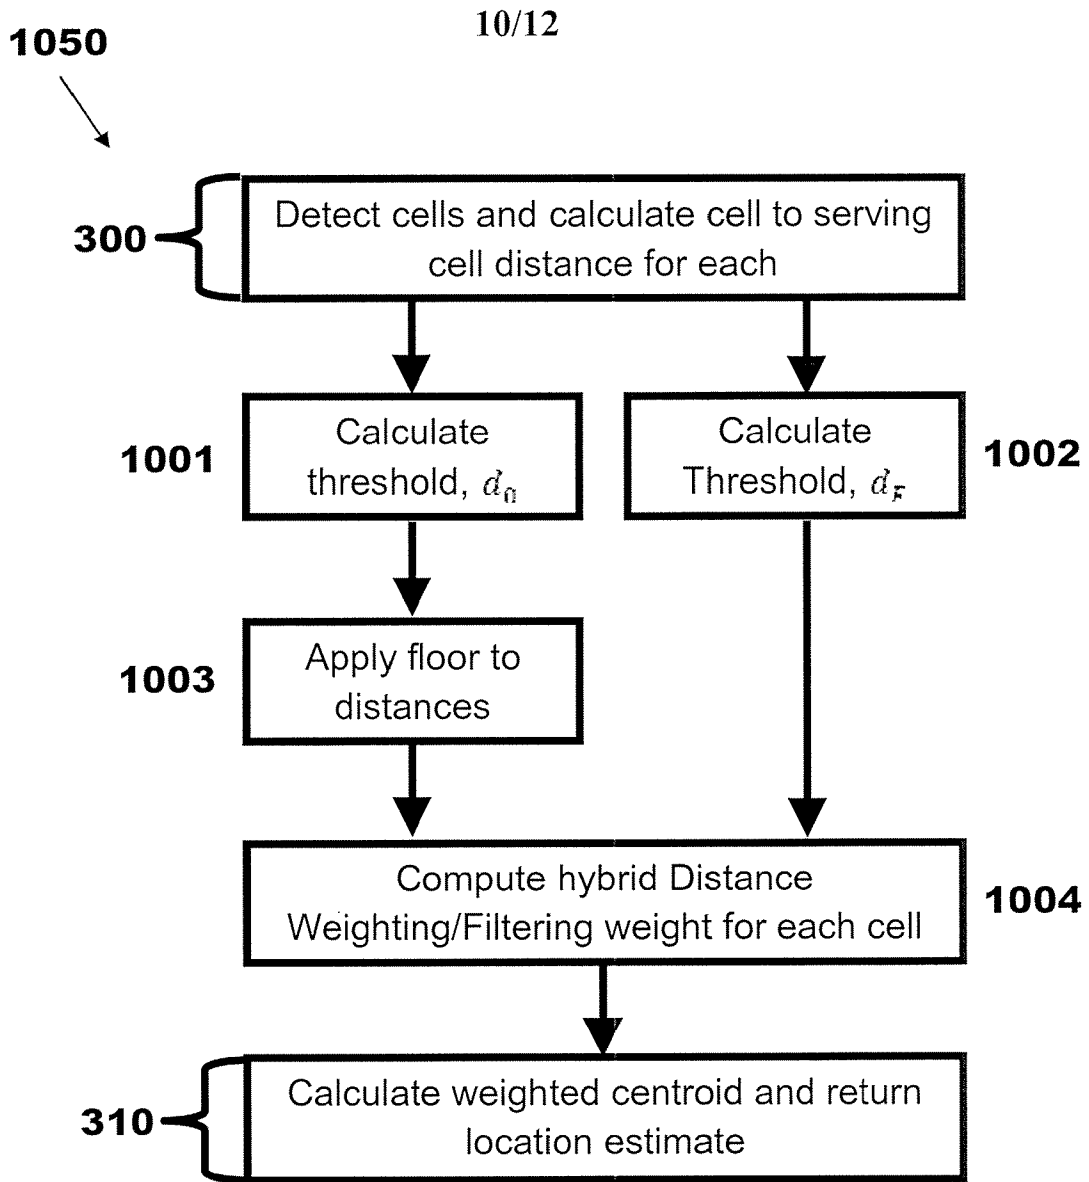 10/12
1050
300
Detect cells and calculate cell to serving
cell distance for each
1001
Calculate
threshold, d₀
Calculate
Threshold, d_F
1002
1003
Apply floor to
distances
Compute hybrid Distance
Weighting/Filtering weight for each cell
1004
310
Calculate weighted centroid and return
location estimate